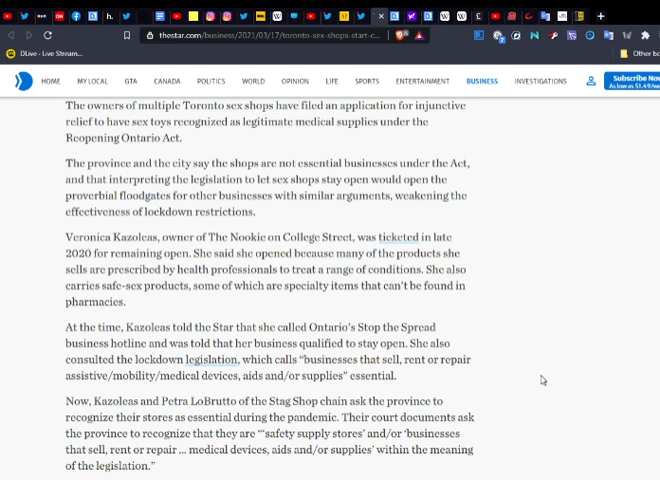 thestar.com/business/2021/03/17/toronto-sex-shops-start-c...
DLive - Live Stream...
Other bo
HOME MY LOCAL GTA CANADA POLITICS WORLD OPINION LIFE SPORTS ENTERTAINMENT BUSINESS INVESTIGATIONS
Subscribe Now
As low as $1.49/wee
The owners of multiple Toronto sex shops have filed an application for injunctive
relief to have sex toys recognized as legitimate medical supplies under the
Reopening Ontario Act.
The province and the city say the shops are not essential businesses under the Act,
and that interpreting the legislation to let sex shops stay open would open the
proverbial floodgates for other businesses with similar arguments, weakening the
effectiveness of lockdown restrictions.
Veronica Kazoleas, owner of The Nookie on College Street, was ticketed in late
2020 for remaining open. She said she opened because many of the products she
sells are prescribed by health professionals to treat a range of conditions. She also
carries safe-sex products, some of which are specialty items that can't be found in
pharmacies.
At the time, Kazoleas told the Star that she called Ontario's Stop the Spread
business hotline and was told that her business qualified to stay open. She also
consulted the lockdown legislation, which calls “businesses that sell, rent or repair
assistive/mobility/medical devices, aids and/or supplies” essential.
Now, Kazoleas and Petra LoBrutto of the Stag Shop chain ask the province to
recognize their stores as essential during the pandemic. Their court documents ask
the province to recognize that they are “‘safety supply stores’ and/or ‘businesses
that sell, rent or repair ... medical devices, aids and/or supplies’ within the meaning
of the legislation.”